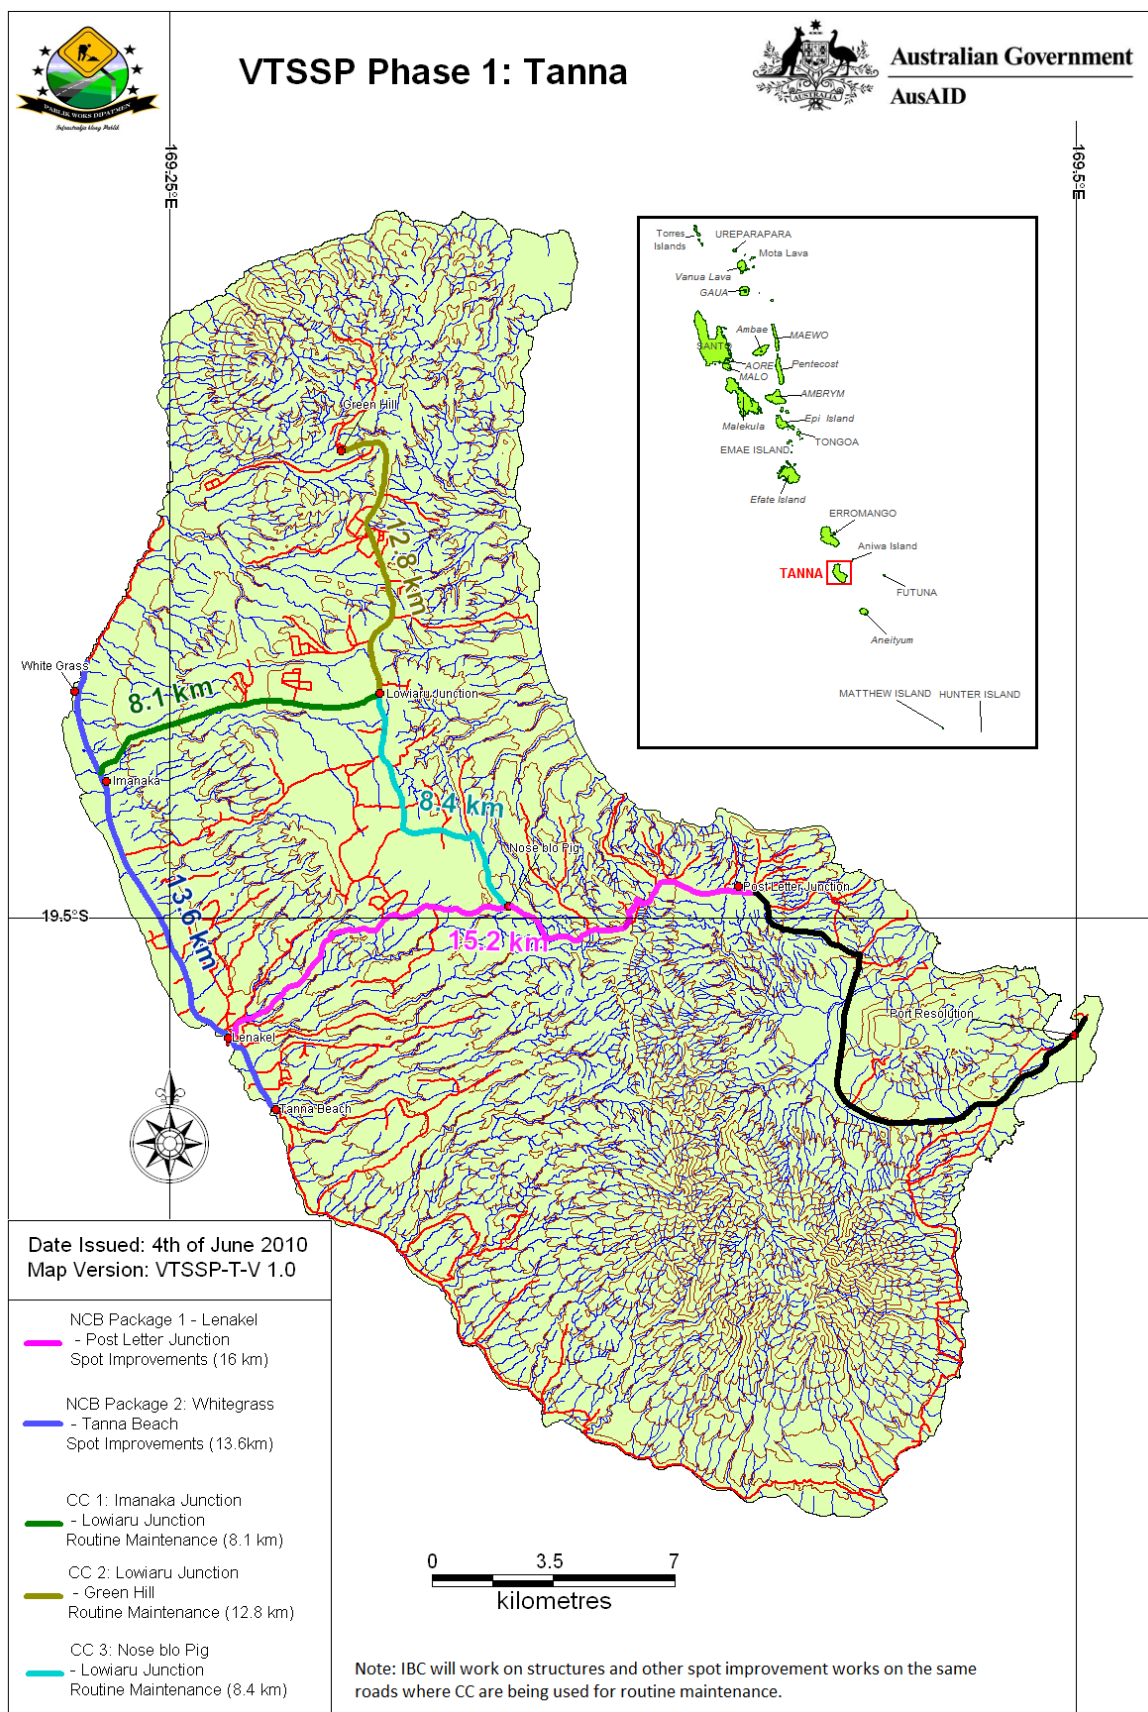 PABLIK WOKS DIPATMEN
Infrastrakja blong Pablik
VTSSP Phase 1: Tanna
AUSTRALIA
Australian Government
AusAID
169.25°E
169.5°E
Torres
Islands
UREPARAPARA
Mota Lava
Vanua Lava
GAUA
Ambae
MAEWO
SANTO
AORE
MALO
Pentecost
AMBRYM
Malekula
Epi Island
TONGOA
EMAE ISLAND
Efate Island
ERROMANGO
Aniwa Island
TANNA
FUTUNA
Aneityum
MATTHEW ISLAND
HUNTER ISLAND
Green Hill
12.8 km
White Grass
8.1 km
Lowiaru Junction
Imanaka
8.4 km
Nose blo Pig
Post Letter Junction
19.5°S
13.6 km
15.2 km
Port Resolution
Lenakel
Tanna Beach
Date Issued: 4th of June 2010
Map Version: VTSSP-T-V 1.0
NCB Package 1 - Lenakel
- Post Letter Junction
Spot Improvements (16 km)
NCB Package 2: Whitegrass
- Tanna Beach
Spot Improvements (13.6km)
CC 1: Imanaka Junction
- Lowiaru Junction
Routine Maintenance (8.1 km)
CC 2: Lowiaru Junction
- Green Hill
Routine Maintenance (12.8 km)
CC 3: Nose blo Pig
- Lowiaru Junction
Routine Maintenance (8.4 km)
0 3.5 7
kilometres
Note: IBC will work on structures and other spot improvement works on the same
roads where CC are being used for routine maintenance.